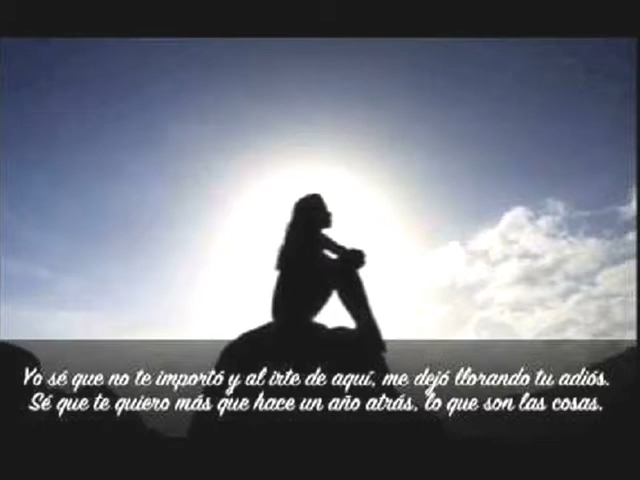 Yo sé que no te importó y al irte de aquí, me dejó llorando tu adiós.
Sé que te quiero más que hace un año atrás, lo que son las cosas.